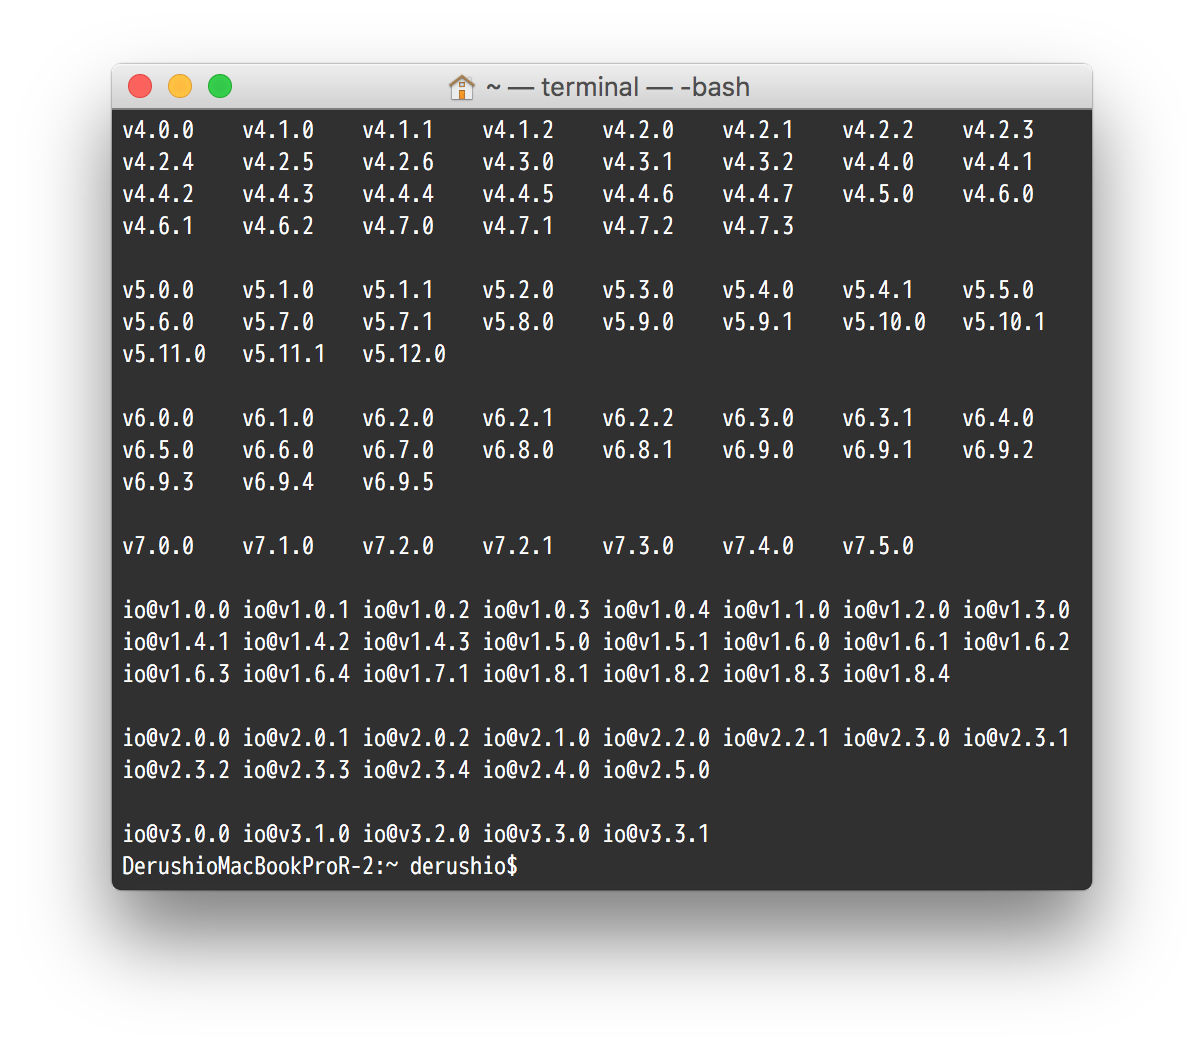 ~ — terminal — -bash
v4.0.0 v4.1.0 v4.1.1 v4.1.2 v4.2.0 v4.2.1 v4.2.2 v4.2.3
v4.2.4 v4.2.5 v4.2.6 v4.3.0 v4.3.1 v4.3.2 v4.4.0 v4.4.1
v4.4.2 v4.4.3 v4.4.4 v4.4.5 v4.4.6 v4.4.7 v4.5.0 v4.6.0
v4.6.1 v4.6.2 v4.7.0 v4.7.1 v4.7.2 v4.7.3
v5.0.0 v5.1.0 v5.1.1 v5.2.0 v5.3.0 v5.4.0 v5.4.1 v5.5.0
v5.6.0 v5.7.0 v5.7.1 v5.8.0 v5.9.0 v5.9.1 v5.10.0 v5.10.1
v5.11.0 v5.11.1 v5.12.0
v6.0.0 v6.1.0 v6.2.0 v6.2.1 v6.2.2 v6.3.0 v6.3.1 v6.4.0
v6.5.0 v6.6.0 v6.7.0 v6.8.0 v6.8.1 v6.9.0 v6.9.1 v6.9.2
v6.9.3 v6.9.4 v6.9.5
v7.0.0 v7.1.0 v7.2.0 v7.2.1 v7.3.0 v7.4.0 v7.5.0
io@v1.0.0 io@v1.0.1 io@v1.0.2 io@v1.0.3 io@v1.0.4 io@v1.1.0 io@v1.2.0 io@v1.3.0
io@v1.4.1 io@v1.4.2 io@v1.4.3 io@v1.5.0 io@v1.5.1 io@v1.6.0 io@v1.6.1 io@v1.6.2
io@v1.6.3 io@v1.6.4 io@v1.7.1 io@v1.8.1 io@v1.8.2 io@v1.8.3 io@v1.8.4
io@v2.0.0 io@v2.0.1 io@v2.0.2 io@v2.1.0 io@v2.2.0 io@v2.2.1 io@v2.3.0 io@v2.3.1
io@v2.3.2 io@v2.3.3 io@v2.3.4 io@v2.4.0 io@v2.5.0
io@v3.0.0 io@v3.1.0 io@v3.2.0 io@v3.3.0 io@v3.3.1
DerushioMacBookProR-2:~ derushio$